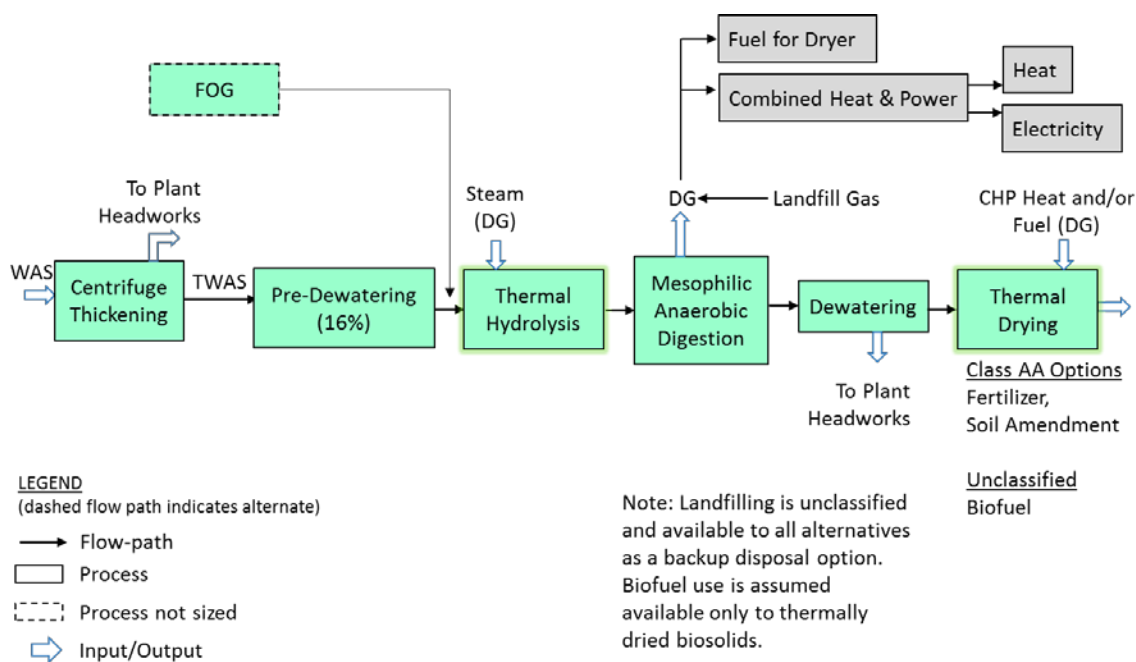 FOG
Fuel for Dryer
Combined Heat & Power
Heat
Electricity
To Plant
Headworks
Steam
(DG)
DG
Landfill Gas
CHP Heat and/or
Fuel (DG)
WAS
Centrifuge
Thickening
TWAS
Pre-Dewatering
(16%)
Thermal
Hydrolysis
Mesophilic
Anaerobic
Digestion
Dewatering
Thermal
Drying
To Plant
Headworks
Class AA Options
Fertilizer,
Soil Amendment
Unclassified
Biofuel
LEGEND
(dashed flow path indicates alternate)
Flow-path
Process
Process not sized
Input/Output
Note: Landfilling is unclassified
and available to all alternatives
as a backup disposal option.
Biofuel use is assumed
available only to thermally
dried biosolids.